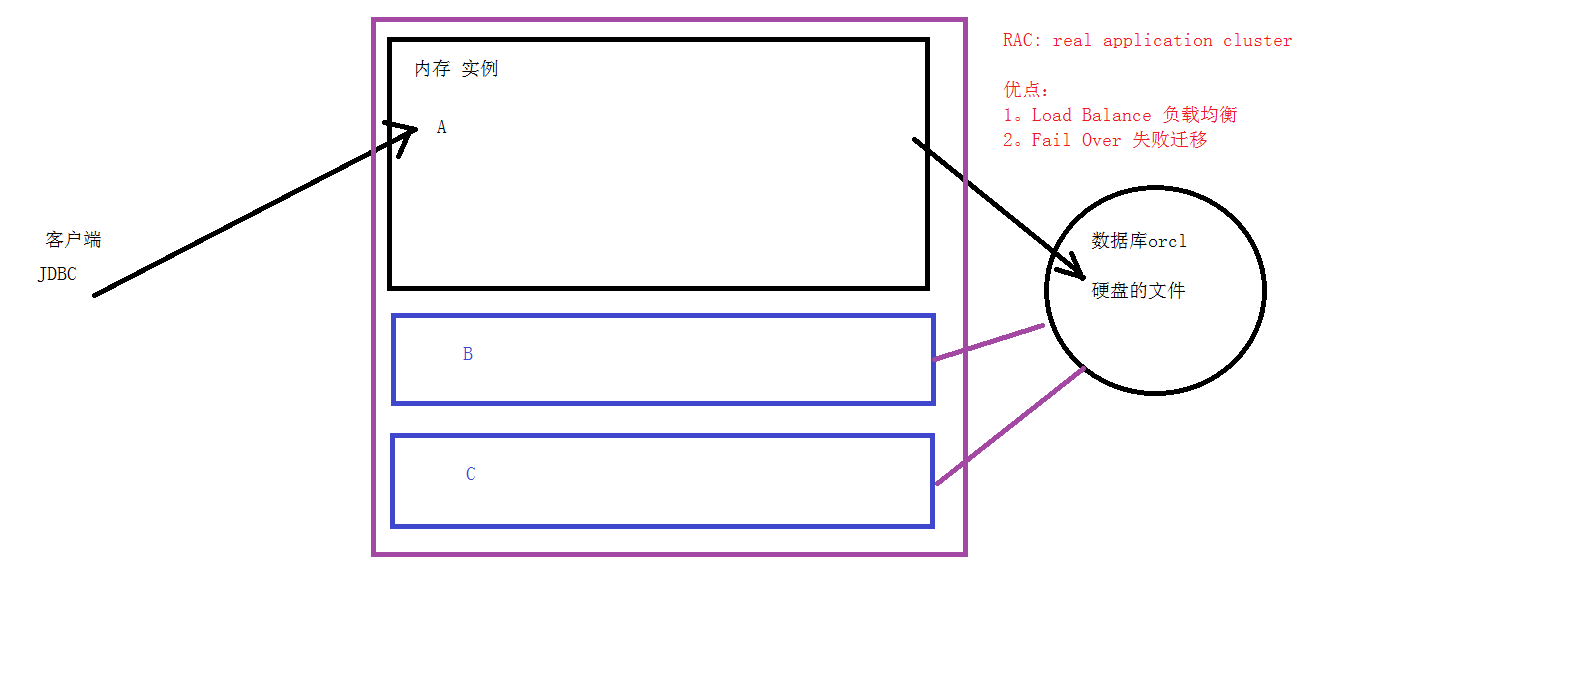 RAC: real application cluster
优点：
1。Load Balance 负载均衡
2。Fail Over 失败迁移
内存 实例
A
客户端
JDBC
数据库orcl
硬盘的文件
B
C